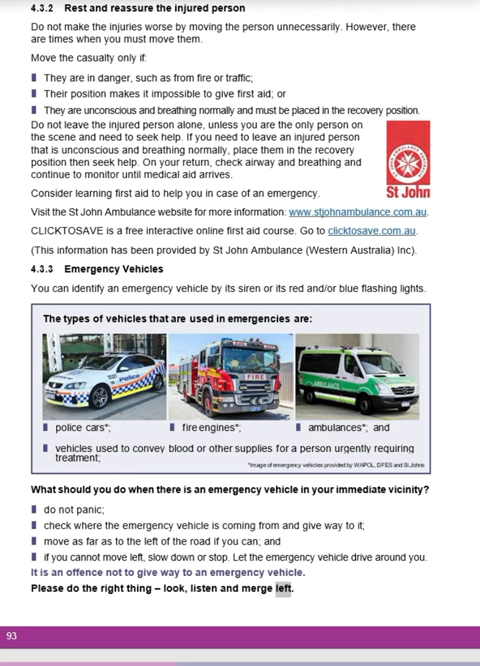 4.3.2 Rest and reassure the injured person
Do not make the injuries worse by moving the person unnecessarily. However, there
are times when you must move them.
Move the casualty only if:
They are in danger, such as from fire or traffic;
Their position makes it impossible to give first aid; or
They are unconscious and breathing normally and must be placed in the recovery position.
Do not leave the injured person alone, unless you are the only person on
the scene and need to seek help. If you need to leave an injured person
that is unconscious and breathing normally, place them in the recovery
position then seek help. On your return, check airway and breathing and
continue to monitor until medical aid arrives.
St John
Consider learning first aid to help you in case of an emergency.
Visit the St John Ambulance website for more information: www.stjohnambulance.com.au.
CLICKTOSAVE is a free interactive online first aid course. Go to clicktosave.com.au.
(This information has been provided by St John Ambulance (Western Australia) Inc).
4.3.3 Emergency Vehicles
You can identify an emergency vehicle by its siren or its red and/or blue flashing lights.
The types of vehicles that are used in emergencies are:
Police
FIRE
AMBULANCE
police cars*;
fire engines*;
ambulances*; and
vehicles used to convey blood or other supplies for a person urgently requiring
treatment;
*Image of emergency vehicles provided by WAPOL, DFES and St Johns
What should you do when there is an emergency vehicle in your immediate vicinity?
do not panic;
check where the emergency vehicle is coming from and give way to it;
move as far as to the left of the road if you can; and
if you cannot move left, slow down or stop. Let the emergency vehicle drive around you.
It is an offence not to give way to an emergency vehicle.
Please do the right thing – look, listen and merge left.
93